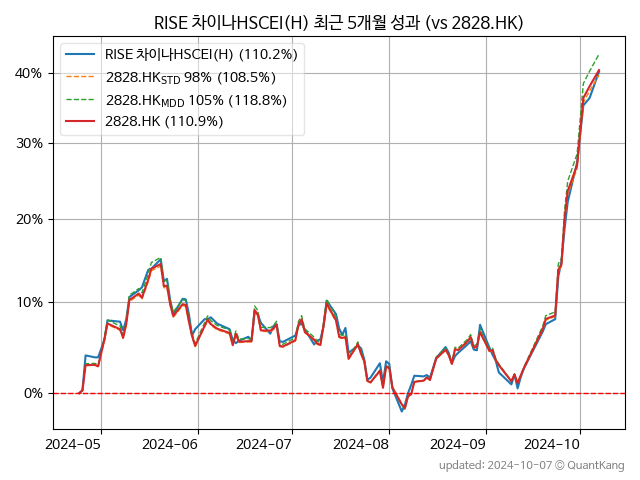 RISE 차이나HSCEI(H) 최근 5개월 성과 (vs 2828.HK)
RISE 차이나HSCEI(H) (110.2%)
2828.HK_STD 98% (108.5%)
2828.HK_MDD 105% (118.8%)
2828.HK (110.9%)
40%
30%
20%
10%
0%
2024-05 2024-06 2024-07 2024-08 2024-09 2024-10
updated: 2024-10-07 © QuantKang